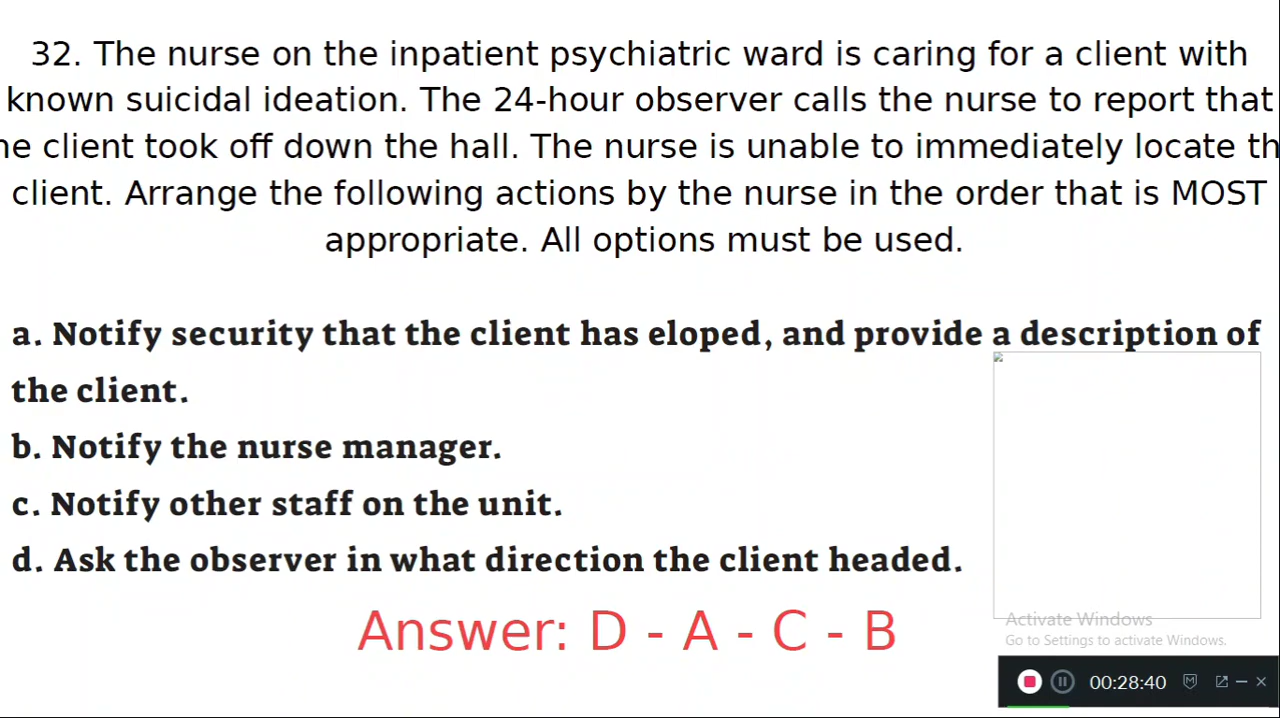 32. The nurse on the inpatient psychiatric ward is caring for a client with
known suicidal ideation. The 24-hour observer calls the nurse to report that
he client took off down the hall. The nurse is unable to immediately locate th
client. Arrange the following actions by the nurse in the order that is MOST
appropriate. All options must be used.
a. Notify security that the client has eloped, and provide a description of
the client.
b. Notify the nurse manager.
c. Notify other staff on the unit.
d. Ask the observer in what direction the client headed.
Answer: D - A - C - B
Activate Windows
Go to Settings to activate Windows.
00:28:40